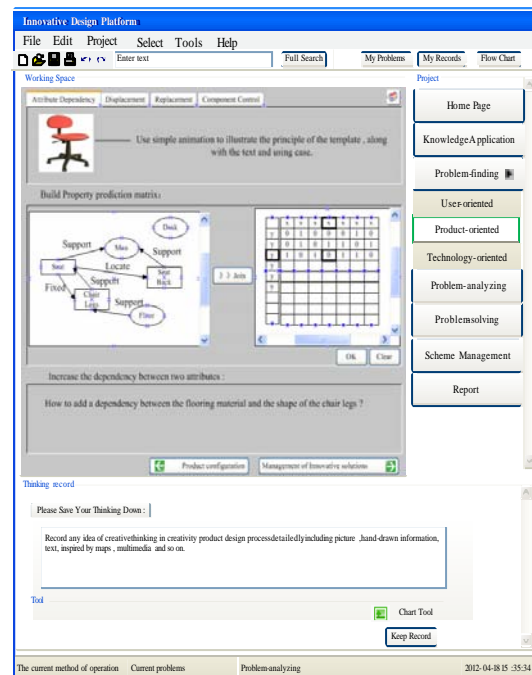 Innovative Design Platform
File Edit Project Select Tools Help
Enter text Full Search My Problems My Records Flow Chart
Working Space
Project
Attribute Dependency Displacement Replacement Component Control
Use simple animation to illustrate the principle of the template , along
with the text and using case.
Build Property prediction matrix:
Desk
Support Man Support
Seat Locate Seat
Back
Support
Fixed Chair
Legs Support
Floor
Join
OK Clear
Increase the dependency between two attributes :
How to add a dependency between the flooring material and the shape of the chair legs ?
Product configuration Management of Innovative solutions
Home Page
KnowledgeApplication
Problem-finding
User-oriented
Product-oriented
Technology-oriented
Problem-analyzing
Problemsolving
Scheme Management
Report
Thinking record
Please Save Your Thinking Down :
Record any idea of creativethinking in creativity product design processdetailedlyincluding picture ,hand-drawn information,
text, inspired by maps , multimedia and so on.
Tool
Chart Tool
Keep Record
The current method of operation Current problems Problem-analyzing 2012-04-18 15 :35:34